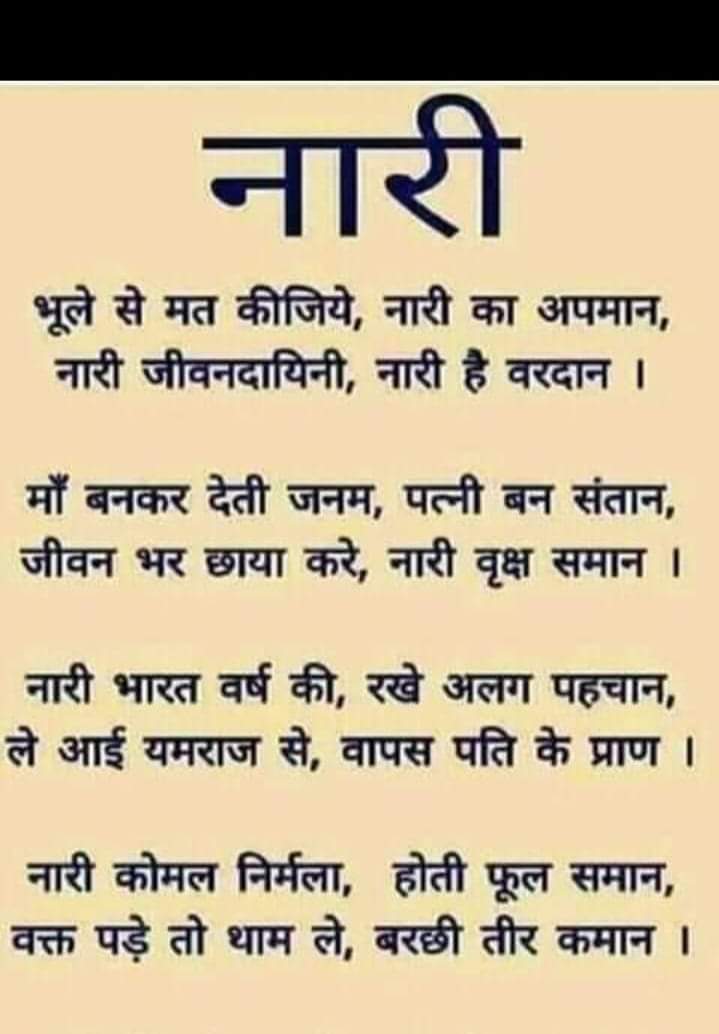 नारी
भूले से मत कीजिये, नारी का अपमान,
नारी जीवनदायिनी, नारी है वरदान ।
माँ बनकर देती जनम, पत्नी बन संतान,
जीवन भर छाया करे, नारी वृक्ष समान ।
नारी भारत वर्ष की, रखे अलग पहचान,
ले आई यमराज से, वापस पति के प्राण ।
नारी कोमल निर्मला, होती फूल समान,
वक्त पड़े तो थाम ले, बरछी तीर कमान ।